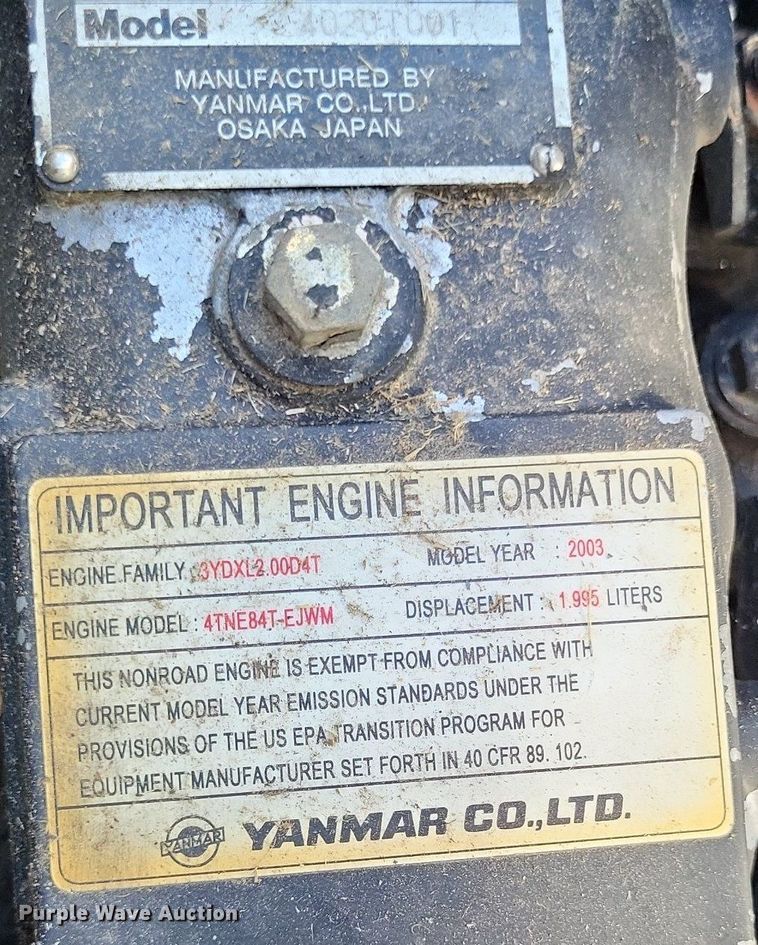 Model 4020TU01
MANUFACTURED BY
YANMAR CO.,LTD.
OSAKA JAPAN
IMPORTANT ENGINE INFORMATION
ENGINE FAMILY : 3YDXL2.00D4T MODEL YEAR : 2003
ENGINE MODEL : 4TNE84T-EJWM DISPLACEMENT : 1.995 LITERS
THIS NONROAD ENGINE IS EXEMPT FROM COMPLIANCE WITH
CURRENT MODEL YEAR EMISSION STANDARDS UNDER THE
PROVISIONS OF THE US EPA TRANSITION PROGRAM FOR
EQUIPMENT MANUFACTURER SET FORTH IN 40 CFR 89. 102.
YANMAR YANMAR CO.,LTD.
Purple Wave Auction